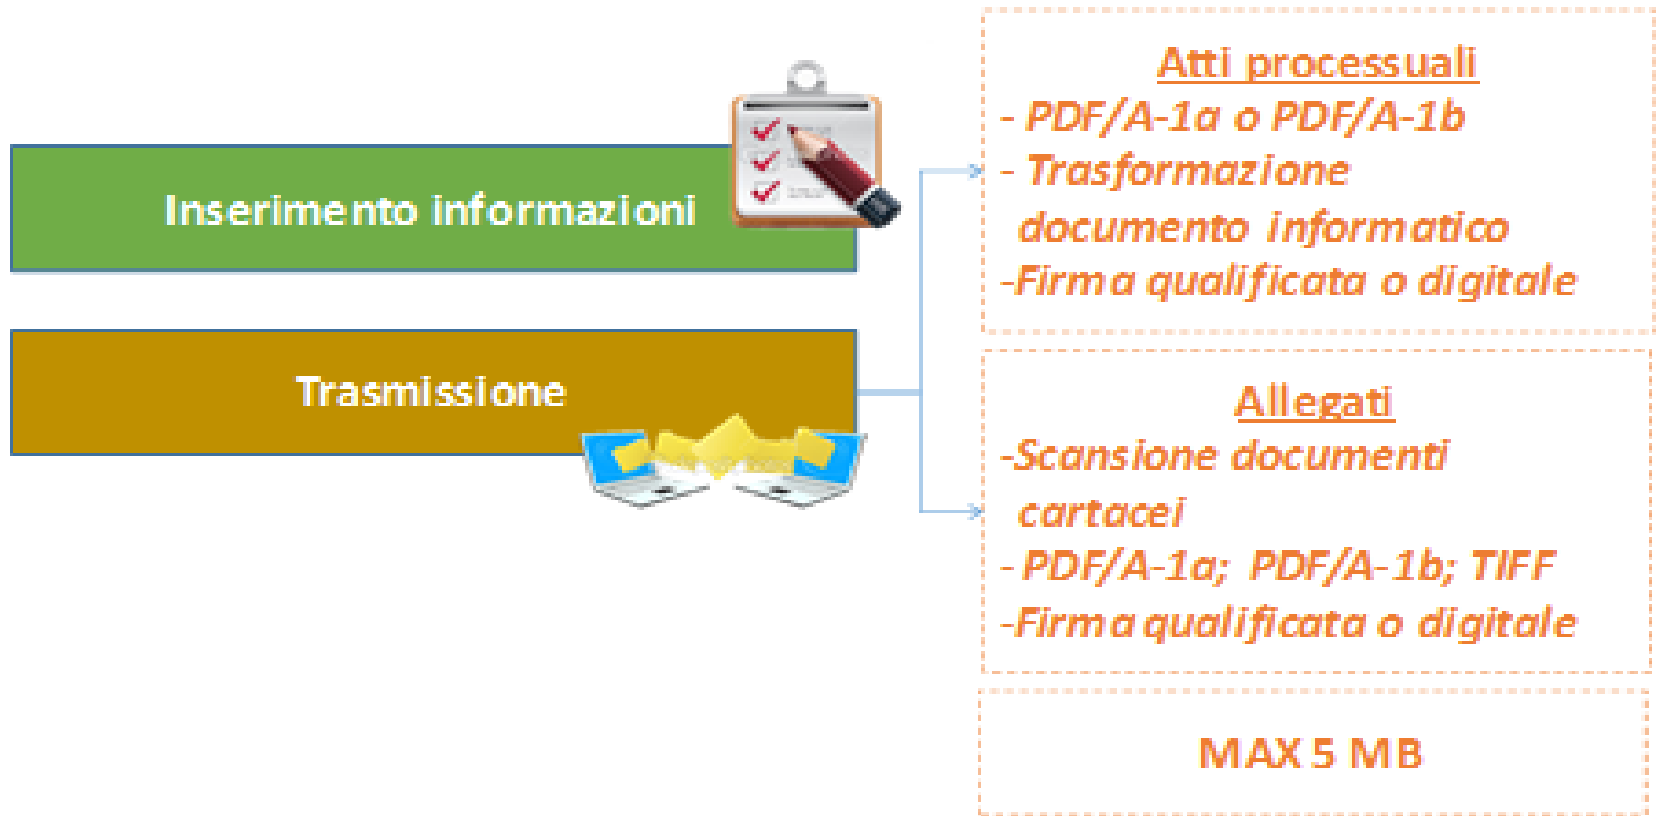 Inserimento informazioni
Trasmissione
Atti processuali
- PDF/A-1a o PDF/A-1b
- Trasformazione
documento informatico
-Firma qualificata o digitale
Allegati
-Scansione documenti
cartacei
- PDF/A-1a; PDF/A-1b; TIFF
-Firma qualificata o digitale
MAX 5 MB